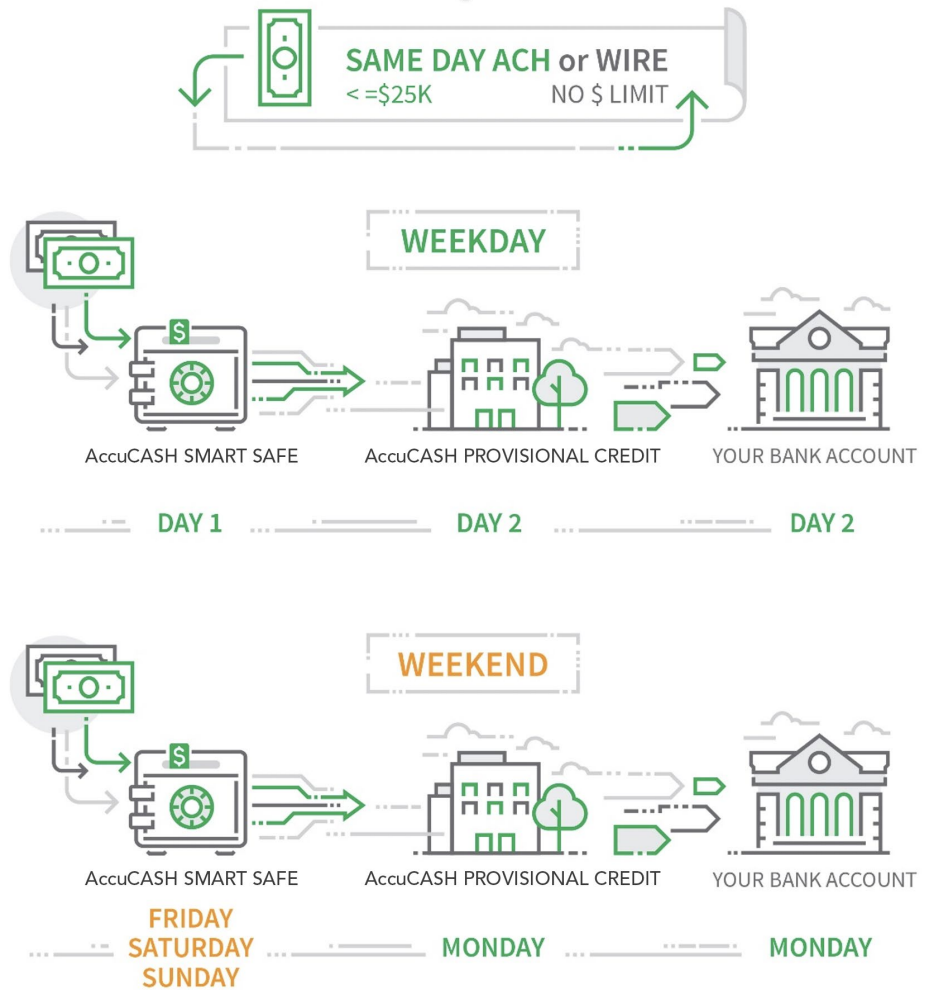 SAME DAY ACH or WIRE
< =$25K NO $ LIMIT
WEEKDAY
$
AccuCASH SMART SAFE
AccuCASH PROVISIONAL CREDIT
YOUR BANK ACCOUNT
DAY 1
DAY 2
DAY 2
WEEKEND
$
AccuCASH SMART SAFE
AccuCASH PROVISIONAL CREDIT
YOUR BANK ACCOUNT
FRIDAY
SATURDAY
SUNDAY
MONDAY
MONDAY